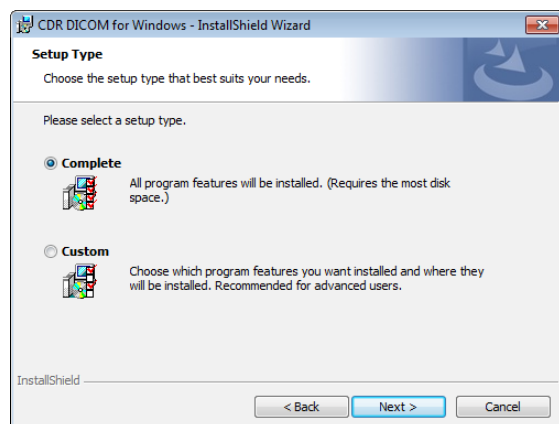 CDR DICOM for Windows - InstallShield Wizard
Setup Type
Choose the setup type that best suits your needs.
Please select a setup type.
Complete
All program features will be installed. (Requires the most disk
space.)
Custom
Choose which program features you want installed and where they
will be installed. Recommended for advanced users.
InstallShield
< Back Next > Cancel